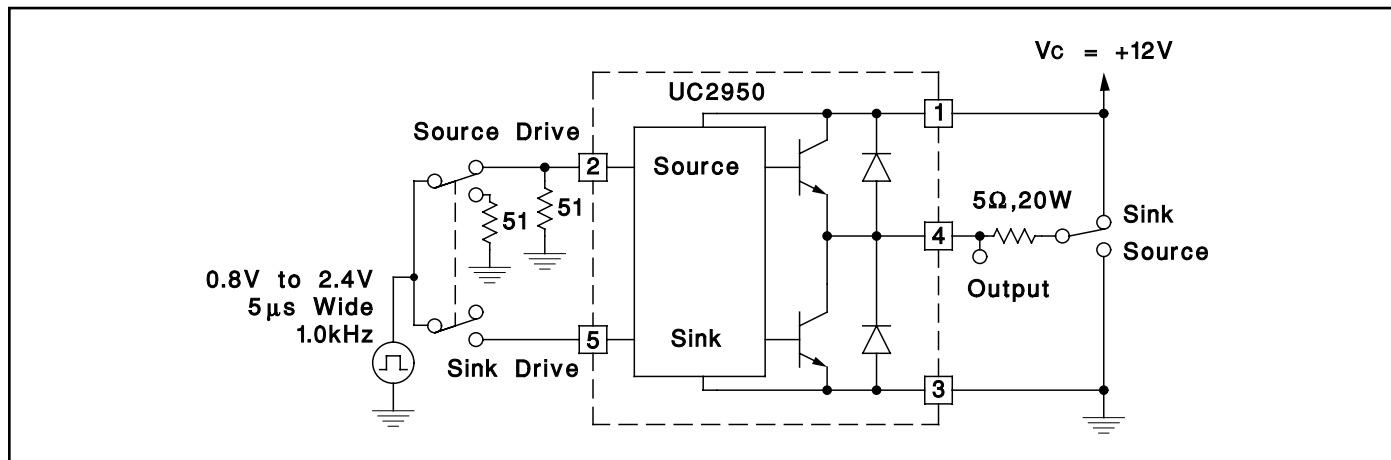 Vc = +12V
UC2950
1
Source Drive
2
Source
51
51
5Ω,20W
Sink
4
Source
0.8V to 2.4V
5µs Wide
1.0kHz
Output
5
Sink
Sink Drive
3